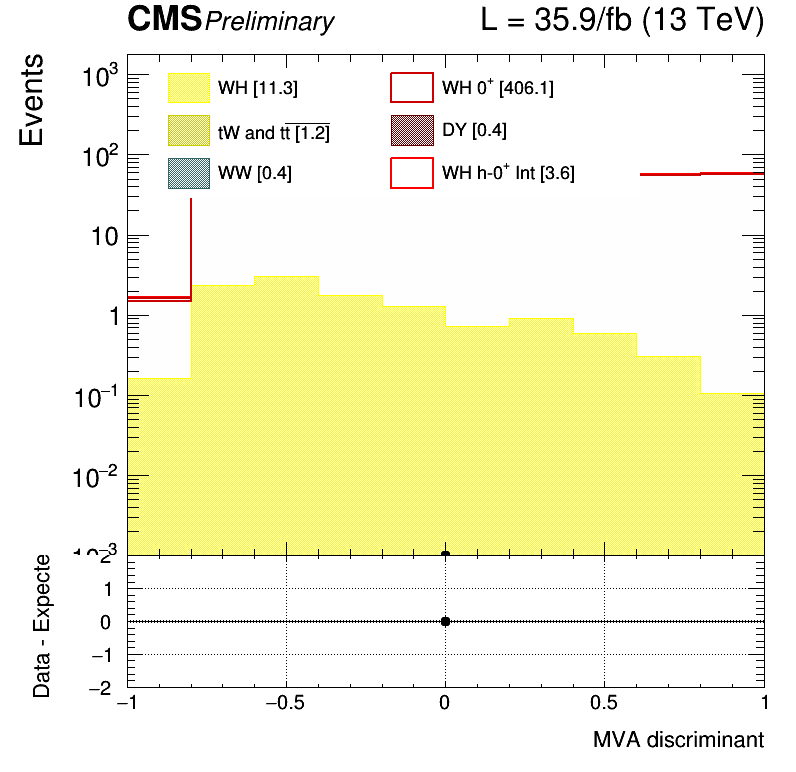 CMS Preliminary L = 35.9/fb (13 TeV)
Events
10³
10²
10
1
10⁻¹
10⁻²
10⁻³
WH [11.3]
WH 0⁺ [406.1]
tW and tt̅ [1.2]
DY [0.4]
WW [0.4]
WH h-0⁺ Int [3.6]
Data - Expecte
2
1
0
−1
−2
−1 −0.5 0 0.5 1
MVA discriminant